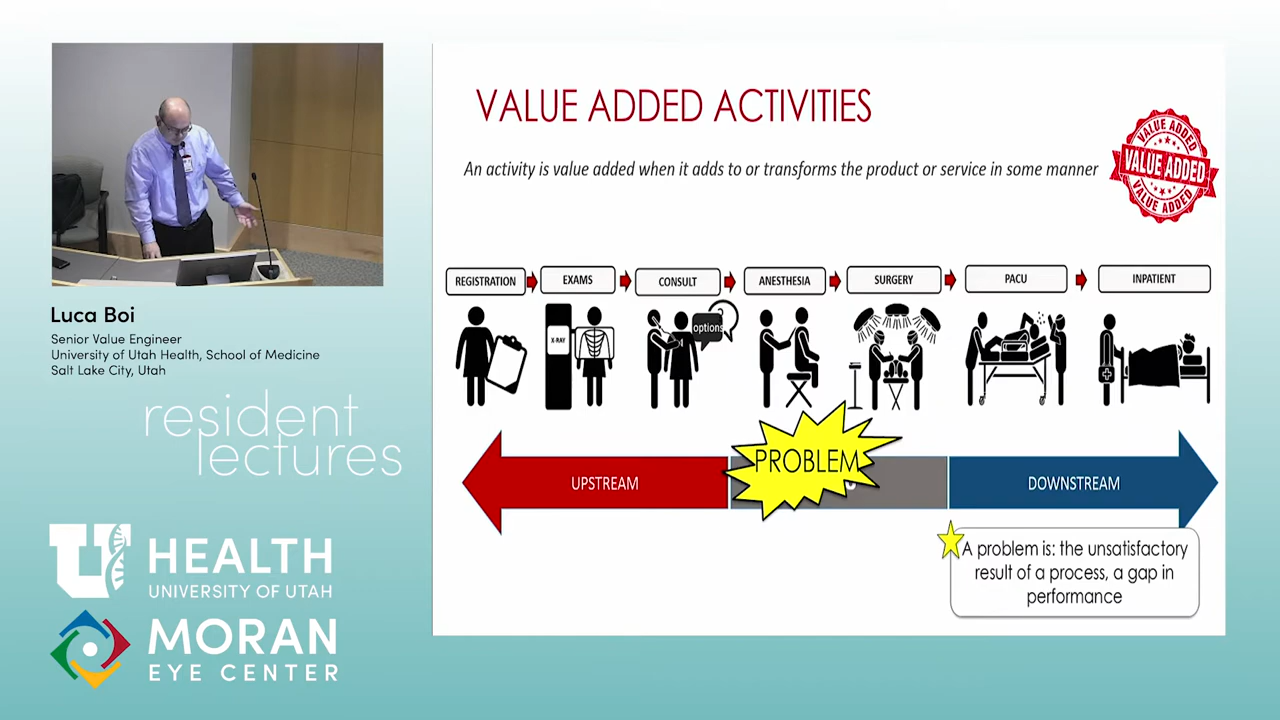 VALUE ADDED ACTIVITIES
An activity is value added when it adds to or transforms the product or service in some manner
VALUE ADDED
VALUE ADDED
VALUE ADDED
REGISTRATION
EXAMS
CONSULT
ANESTHESIA
SURGERY
PACU
INPATIENT
X-RAY
options
?
UPSTREAM
PROBLEM
DOWNSTREAM
A problem is: the unsatisfactory
result of a process, a gap in
performance
Luca Boi
Senior Value Engineer
University of Utah Health, School of Medicine
Salt Lake City, Utah
resident
lectures
U HEALTH
UNIVERSITY OF UTAH
MORAN
EYE CENTER